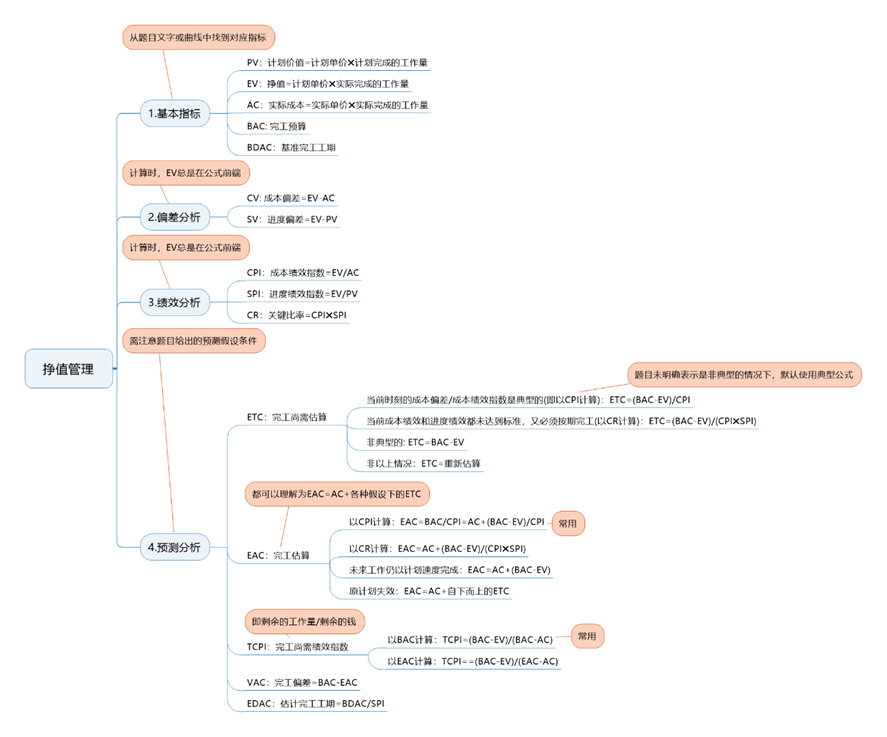 从题目文字或曲线中找到对应指标
PV：计划价值=计划单价×计划完成的工作量
EV：挣值=计划单价×实际完成的工作量
AC：实际成本=实际单价×实际完成的工作量
BAC: 完工预算
BDAC：基准完工工期
1.基本指标
计算时，EV总是在公式前端
CV: 成本偏差=EV-AC
SV：进度偏差=EV-PV
2.偏差分析
计算时，EV总是在公式前端
CPI：成本绩效指数=EV/AC
SPI：进度绩效指数=EV/PV
CR：关键比率=CPI×SPI
3.绩效分析
需注意题目给出的预测假设条件
挣值管理
题目未明确表示是非典型的情况下，默认使用典型公式
当前时刻的成本偏差/成本绩效指数是典型的(即以CPI计算)：ETC=(BAC-EV)/CPI
ETC：完工尚需估算
当前成本绩效和进度绩效都未达到标准，又必须按期完工(以CR计算)：ETC=(BAC-EV)/(CPI×SPI)
非典型的: ETC=BAC-EV
非以上情况：ETC=重新估算
都可以理解为EAC=AC+各种假设下的ETC
以CPI计算：EAC=BAC/CPI=AC+(BAC-EV)/CPI
常用
4.预测分析
EAC：完工估算
以CR计算：EAC=AC+(BAC-EV)/(CPI×SPI)
未来工作仍以计划速度完成：EAC=AC+(BAC-EV)
原计划失效：EAC=AC+自下而上的ETC
即剩余的工作量/剩余的钱
TCPI：完工尚需绩效指数
以BAC计算：TCPI=(BAC-EV)/(BAC-AC)
常用
以EAC计算：TCPI==(BAC-EV)/(EAC-AC)
VAC：完工偏差=BAC-EAC
EDAC：估计完工工期=BDAC/SPI